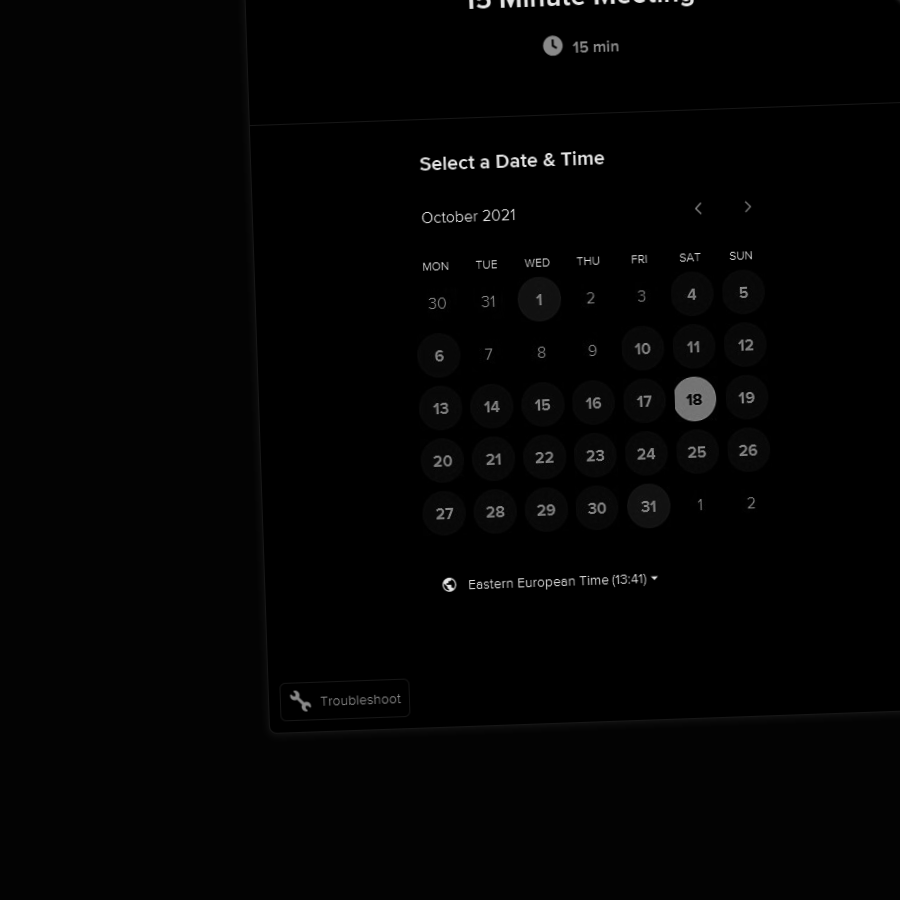 15 Minute Meeting
15 min
Select a Date & Time
October 2021
MON TUE WED THU FRI SAT SUN
30 31 1 2 3 4 5
6 7 8 9 10 11 12
13 14 15 16 17 18 19
20 21 22 23 24 25 26
27 28 29 30 31 1 2
Eastern European Time (13:41)
Troubleshoot